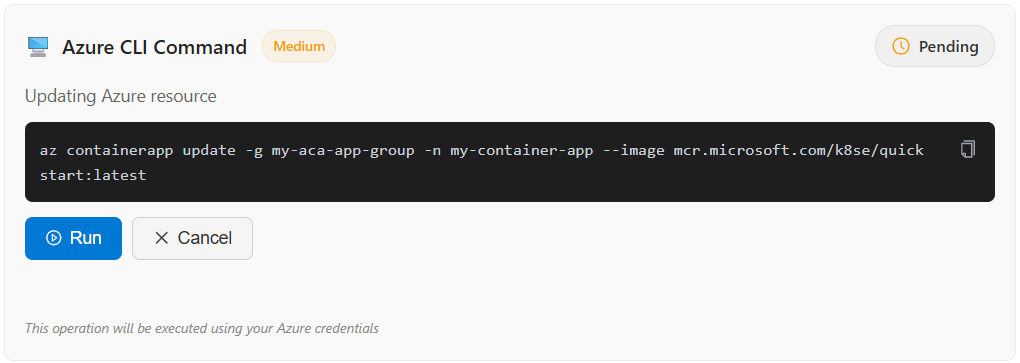 Azure CLI Command Medium Pending
Updating Azure resource
az containerapp update -g my-aca-app-group -n my-container-app --image mcr.microsoft.com/k8se/quick
start:latest
Run Cancel
This operation will be executed using your Azure credentials